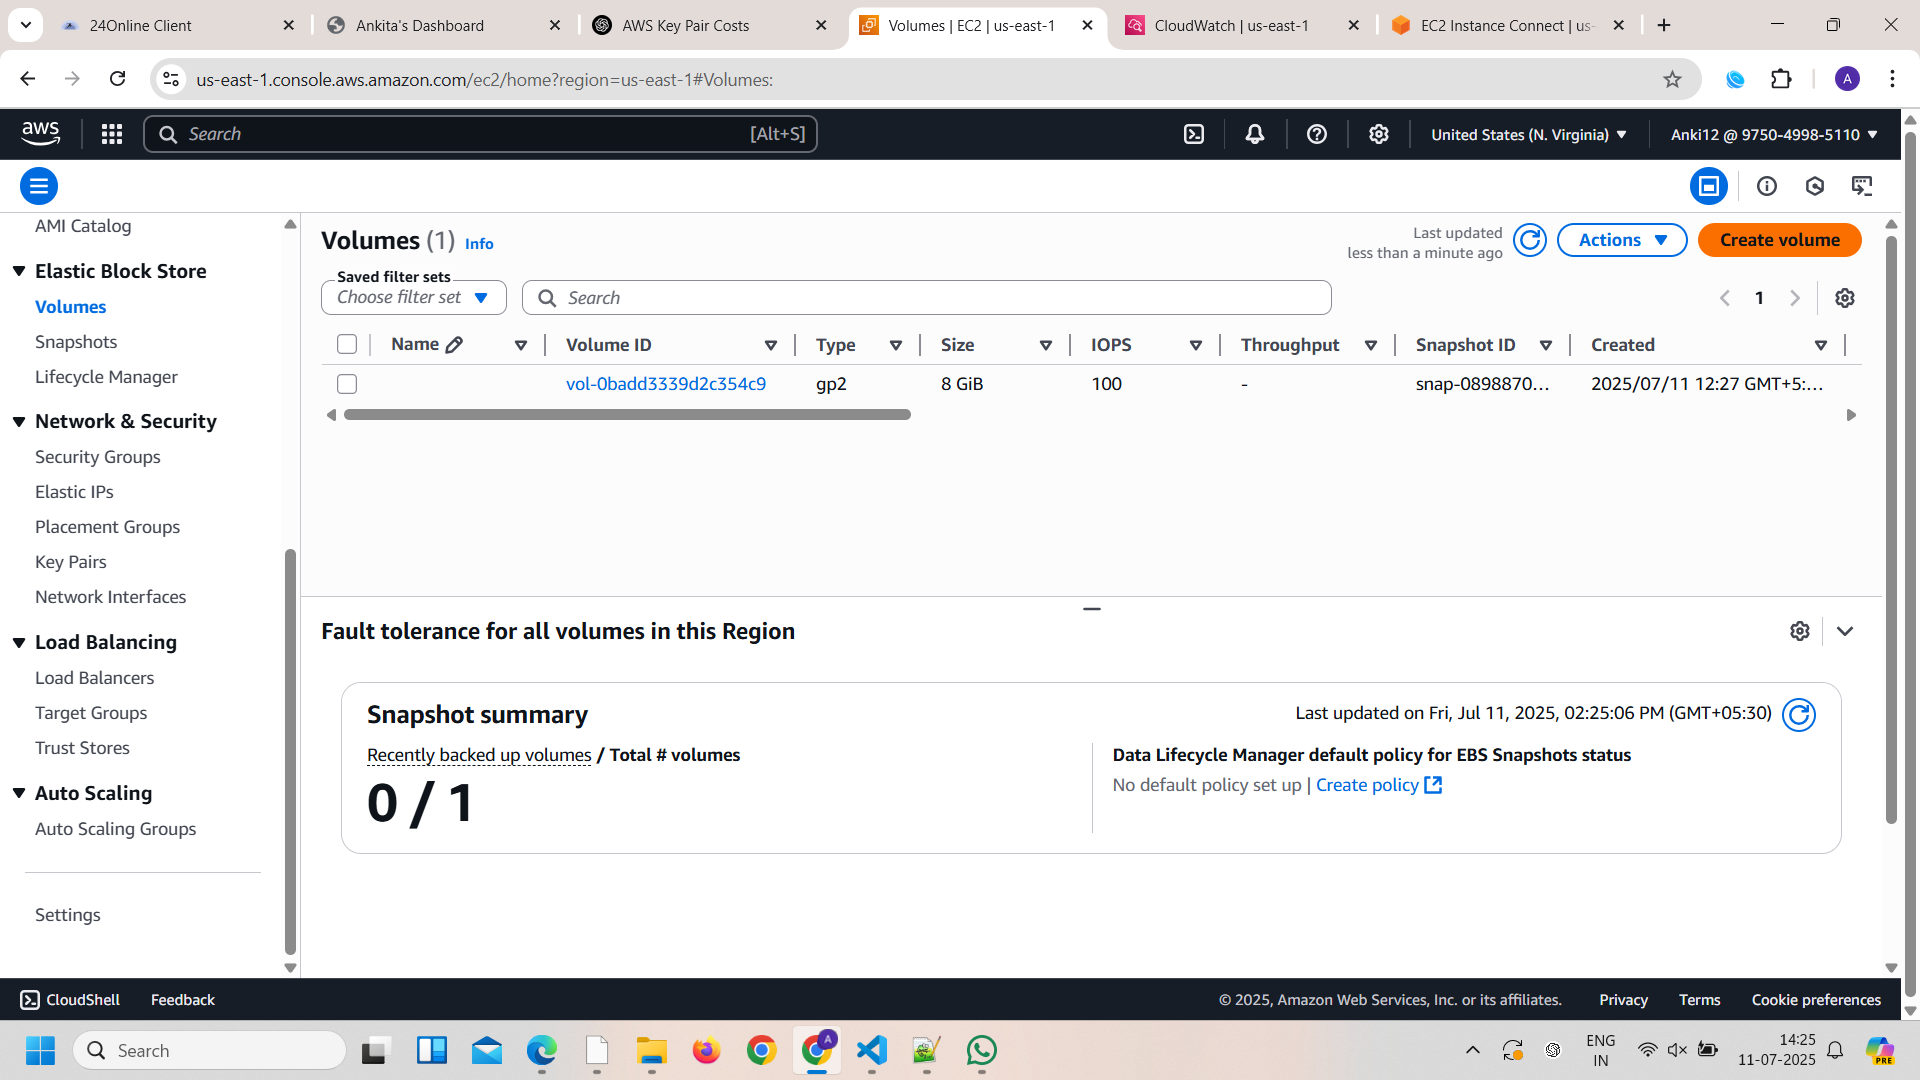 24Online Client
Ankita's Dashboard
AWS Key Pair Costs
Volumes | EC2 | us-east-1
CloudWatch | us-east-1
EC2 Instance Connect | us-
us-east-1.console.aws.amazon.com/ec2/home?region=us-east-1#Volumes:
A
aws
Search
[Alt+S]
United States (N. Virginia)
Anki12 @ 9750-4998-5110
AMI Catalog
Elastic Block Store
Volumes
Snapshots
Lifecycle Manager
Network & Security
Security Groups
Elastic IPs
Placement Groups
Key Pairs
Network Interfaces
Load Balancing
Load Balancers
Target Groups
Trust Stores
Auto Scaling
Auto Scaling Groups
Settings
Volumes (1) Info
Last updated
less than a minute ago
Actions
Create volume
Saved filter sets
Choose filter set
Search
1
Name Volume ID Type Size IOPS Throughput Snapshot ID Created
vol-0badd3339d2c354c9 gp2 8 GiB 100 - snap-0898870... 2025/07/11 12:27 GMT+5:...
Fault tolerance for all volumes in this Region
Snapshot summary
Last updated on Fri, Jul 11, 2025, 02:25:06 PM (GMT+05:30)
Recently backed up volumes / Total # volumes
0 / 1
Data Lifecycle Manager default policy for EBS Snapshots status
No default policy set up | Create policy
CloudShell
Feedback
© 2025, Amazon Web Services, Inc. or its affiliates.
Privacy
Terms
Cookie preferences
Search
A
ENG
IN
14:25
11-07-2025
PRE